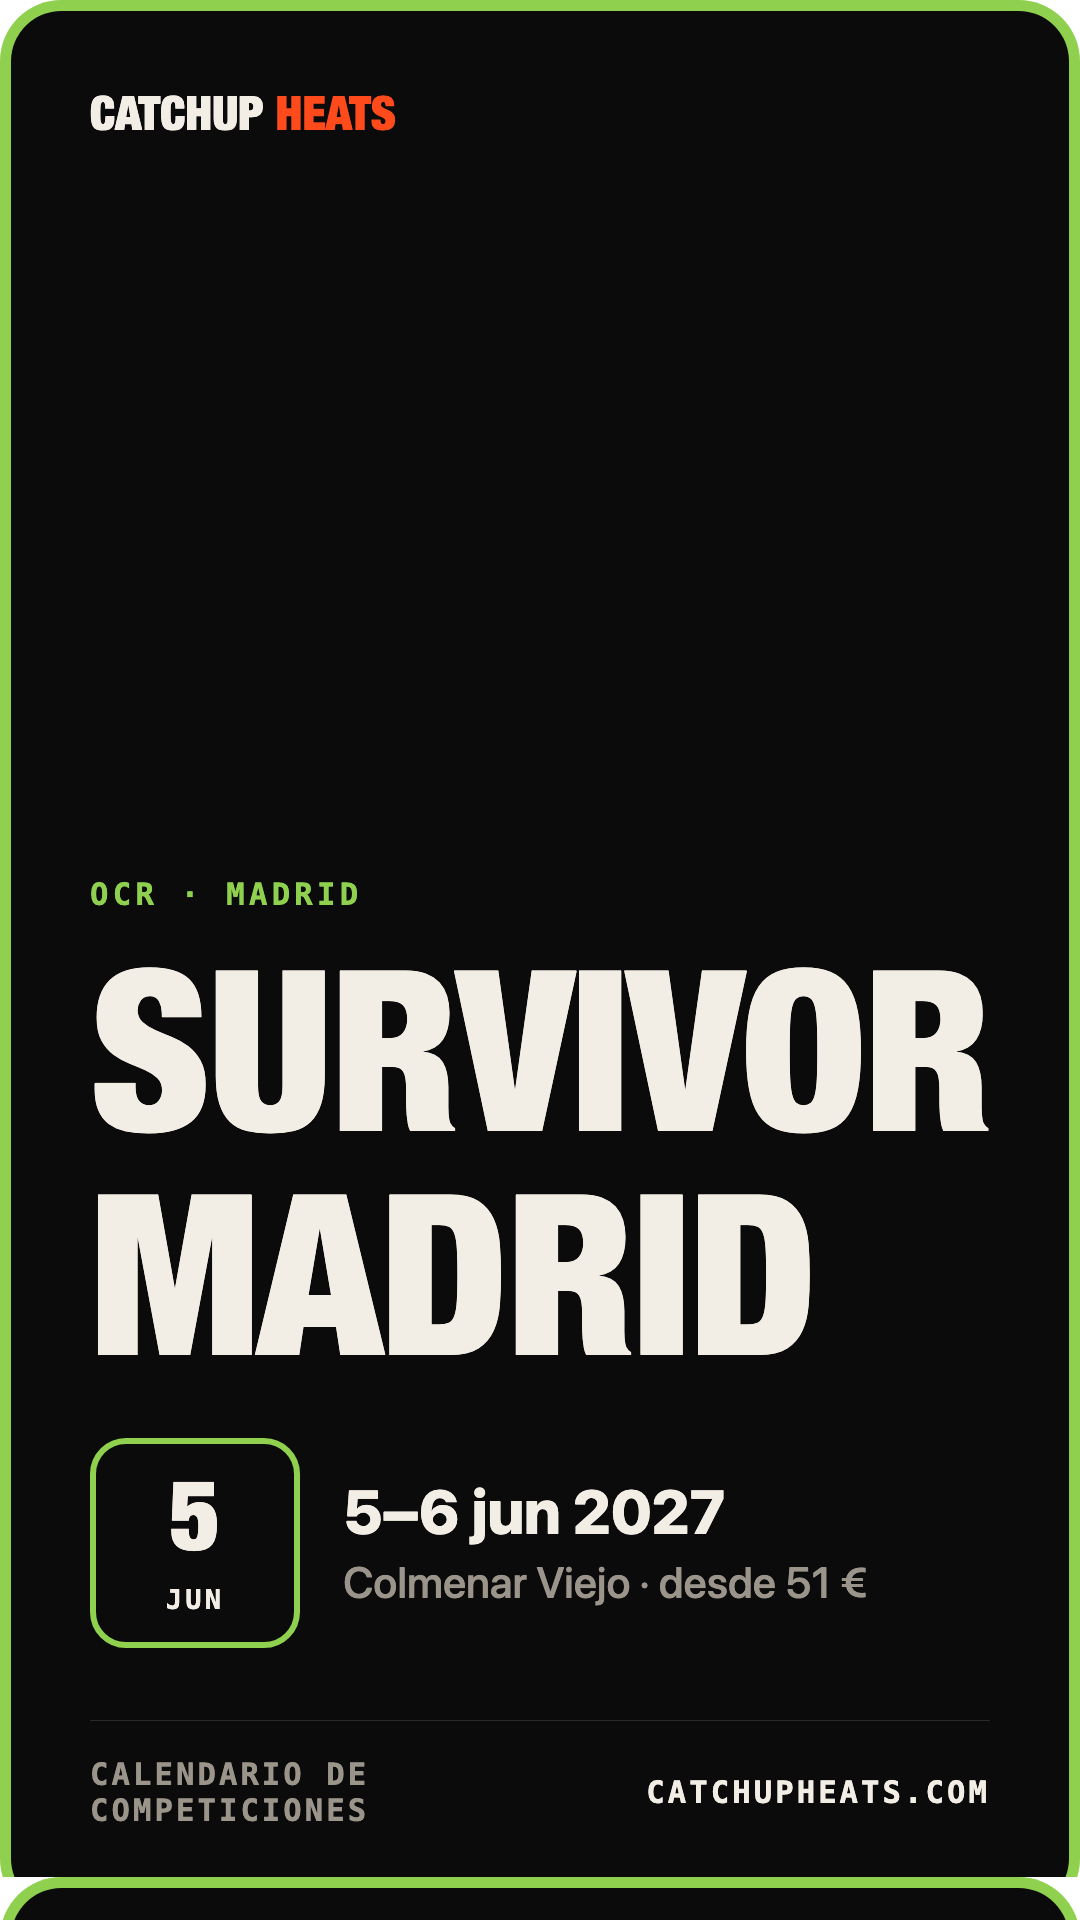 CATCHUP HEATS
OCR · MADRID
SURVIVOR
MADRID
5
JUN
5–6 jun 2027
Colmenar Viejo · desde 51 €
CALENDARIO DE
COMPETICIONES
CATCHUPHEATS.COM